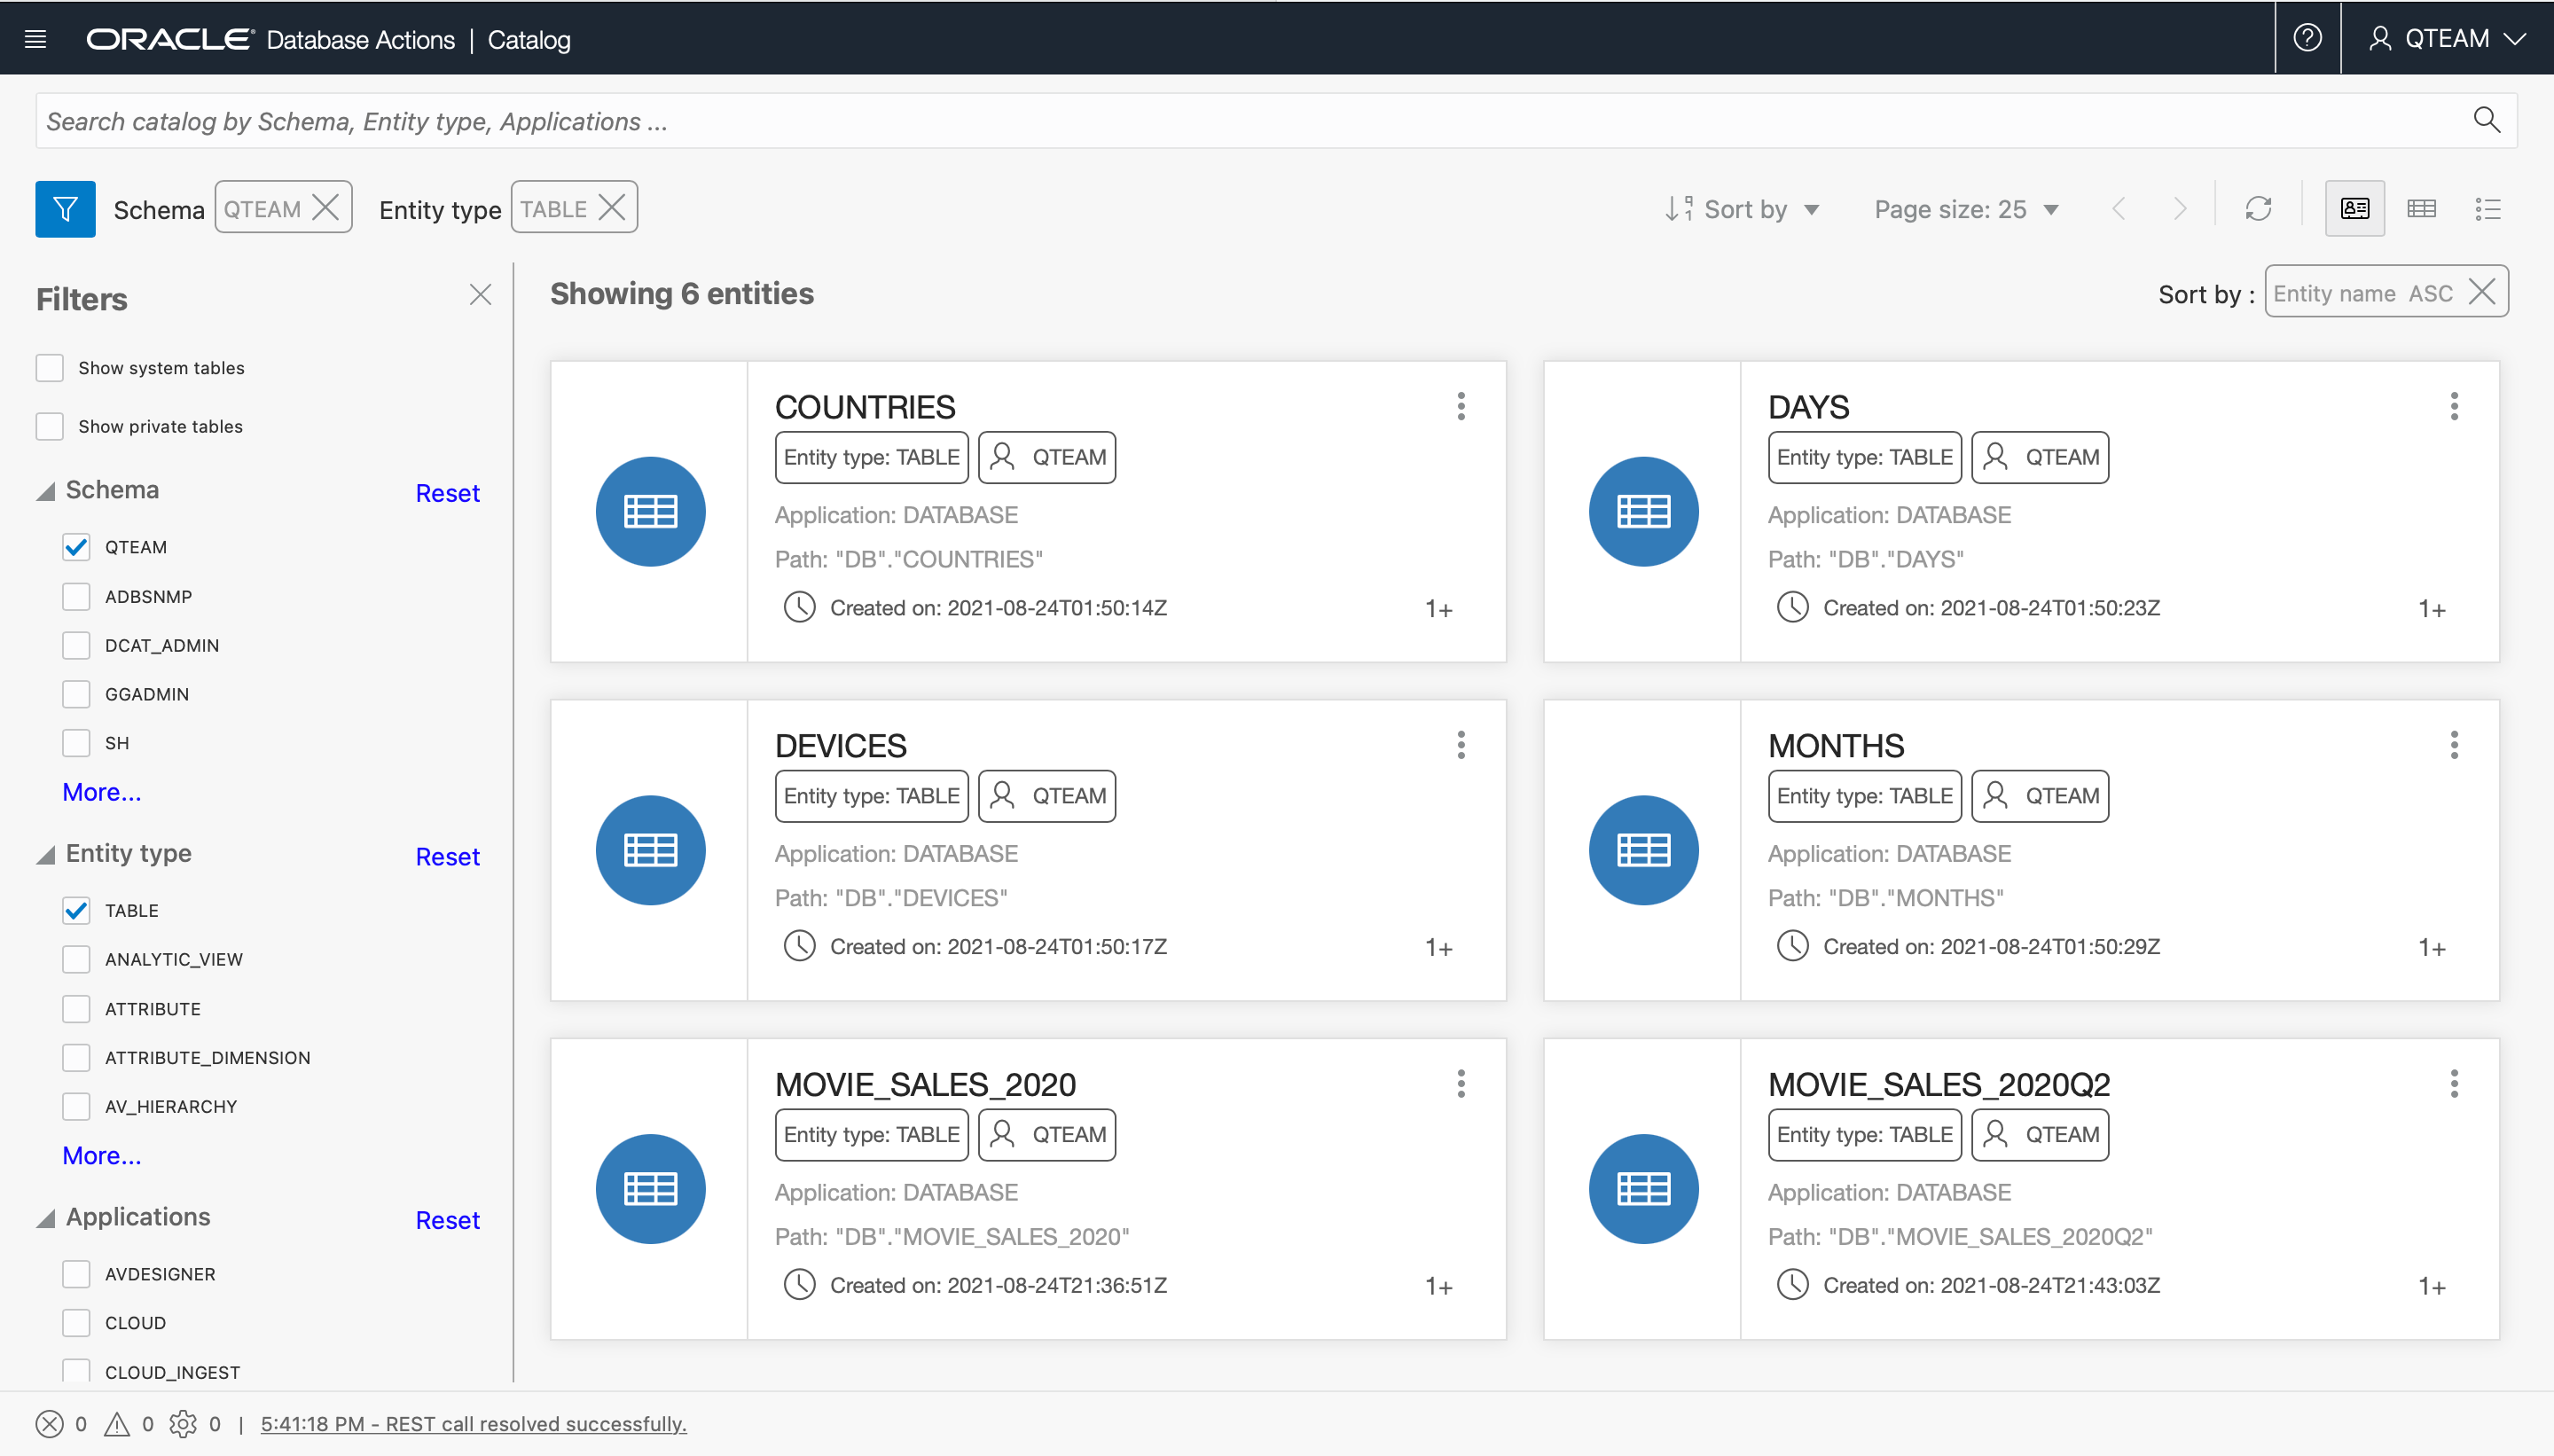 ORACLE Database Actions | Catalog
QTEAM
Search catalog by Schema, Entity type, Applications ...
Schema QTEAM Entity type TABLE
Sort by Page size: 25
Filters
Show system tables
Show private tables
Schema Reset
QTEAM
ADBSNMP
DCAT_ADMIN
GGADMIN
SH
More...
Entity type Reset
TABLE
ANALYTIC_VIEW
ATTRIBUTE
ATTRIBUTE_DIMENSION
AV_HIERARCHY
More...
Applications Reset
AVDESIGNER
CLOUD
CLOUD_INGEST
Showing 6 entities
Sort by : Entity name ASC
COUNTRIES
Entity type: TABLE QTEAM
Application: DATABASE
Path: "DB"."COUNTRIES"
Created on: 2021-08-24T01:50:14Z 1+
DAYS
Entity type: TABLE QTEAM
Application: DATABASE
Path: "DB"."DAYS"
Created on: 2021-08-24T01:50:23Z 1+
DEVICES
Entity type: TABLE QTEAM
Application: DATABASE
Path: "DB"."DEVICES"
Created on: 2021-08-24T01:50:17Z 1+
MONTHS
Entity type: TABLE QTEAM
Application: DATABASE
Path: "DB"."MONTHS"
Created on: 2021-08-24T01:50:29Z 1+
MOVIE_SALES_2020
Entity type: TABLE QTEAM
Application: DATABASE
Path: "DB"."MOVIE_SALES_2020"
Created on: 2021-08-24T21:36:51Z 1+
MOVIE_SALES_2020Q2
Entity type: TABLE QTEAM
Application: DATABASE
Path: "DB"."MOVIE_SALES_2020Q2"
Created on: 2021-08-24T21:43:03Z 1+
0 0 0 | 5:41:18 PM - REST call resolved successfully.